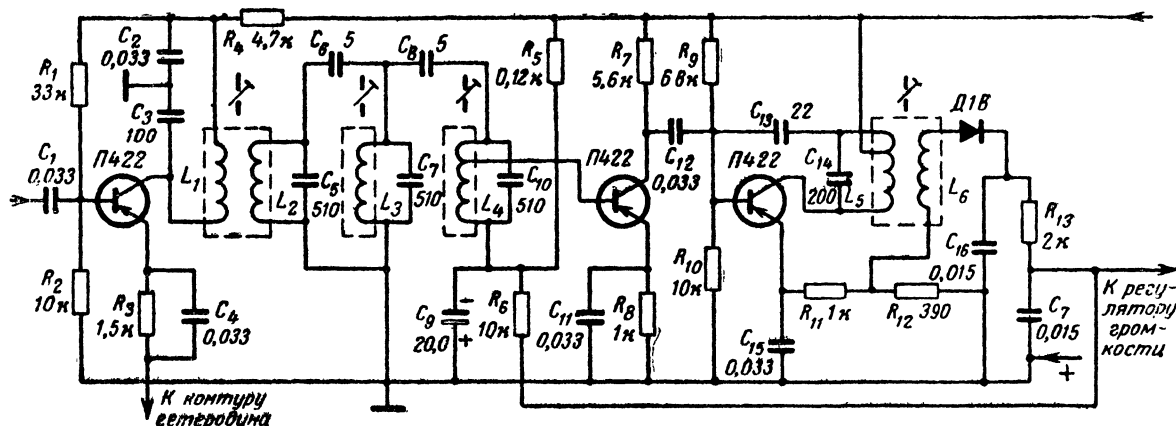 C₂
0,033
R₁
33к
C₃
100
C₁
0,033
П422
R₂
10к
R₃
1,5к
C₄
0,033
К контуру
гетеродина
R₄
4,7к
L₁
L₂
C₆ 5
C₅
510
L₃
C₇
510
C₈ 5
L₄
C₁₀
510
C₉
20,0
−
+
R₅
0,12к
R₆
10к
R₇
5,6к
П422
C₁₁
0,033
R₈
1к
C₁₂
0,033
R₉
68к
R₁₀
10к
П422
C₁₃ 22
C₁₄
200
L₅
L₆
Д1В
R₁₁ 1к
R₁₂ 390
C₁₅
0,033
C₁₆
0,015
R₁₃
2к
C₇
0,015
+
К регу-
лятору
гром-
кости